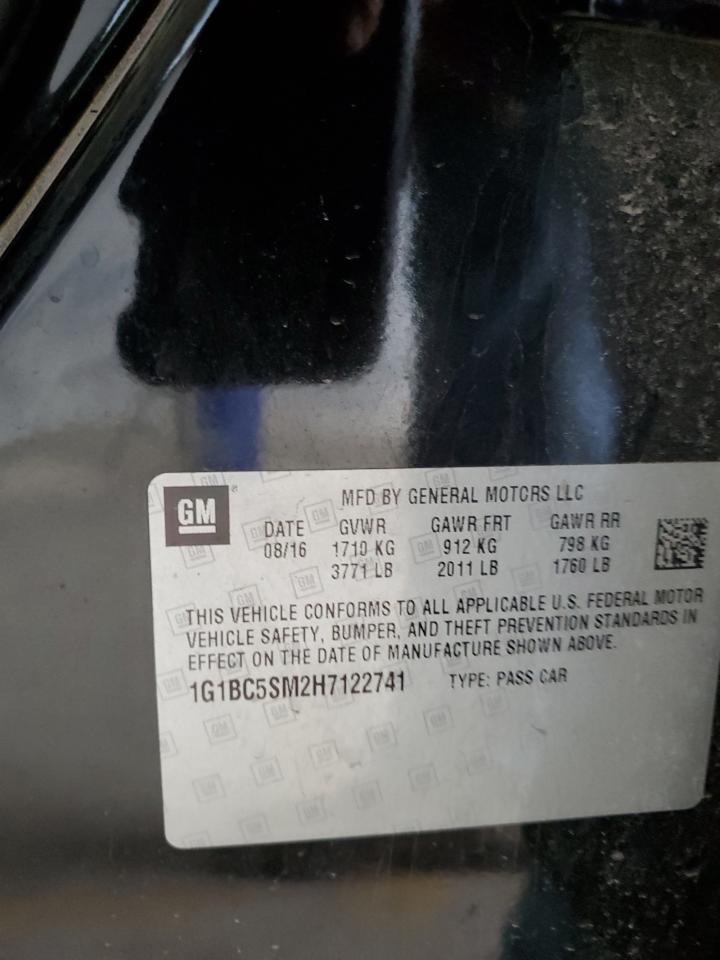 GM
MFD BY GENERAL MOTORS LLC
DATE GVWR GAWR FRT GAWR RR
08/16 1710 KG 912 KG 798 KG
3771 LB 2011 LB 1760 LB
THIS VEHICLE CONFORMS TO ALL APPLICABLE U.S. FEDERAL MOTOR
VEHICLE SAFETY, BUMPER, AND THEFT PREVENTION STANDARDS IN
EFFECT ON THE DATE OF MANUFACTURE SHOWN ABOVE.
1G1BC5SM2H7122741 TYPE: PASS CAR